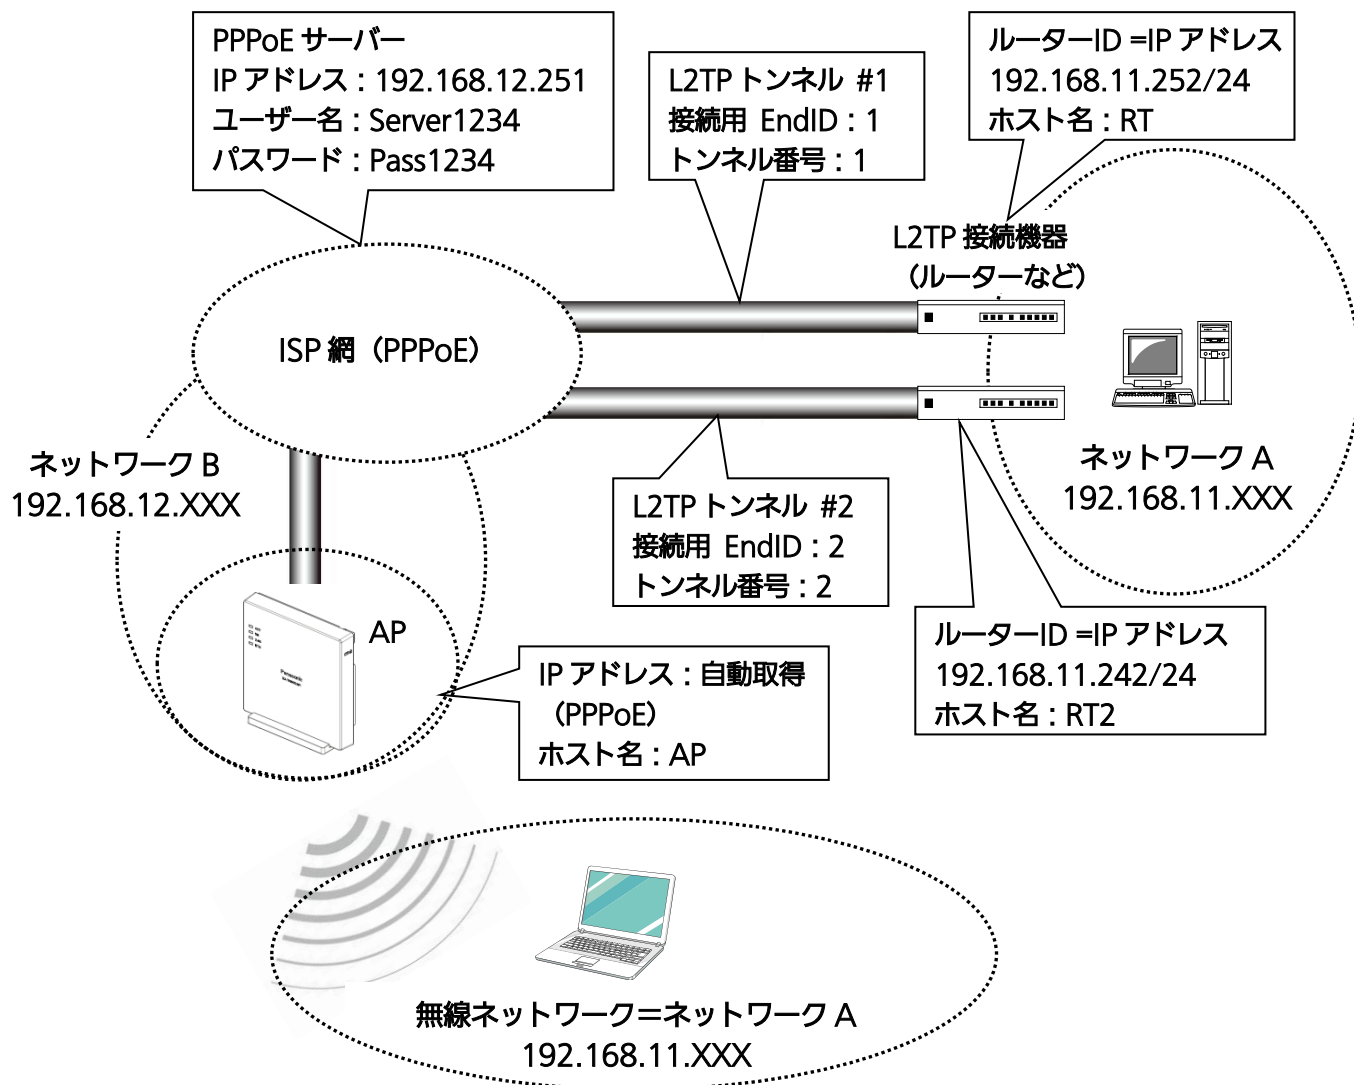 PPPoE サーバー
IP アドレス：192.168.12.251
ユーザー名：Server1234
パスワード：Pass1234
L2TP トンネル #1
接続用 EndID：1
トンネル番号：1
ルーターID =IP アドレス
192.168.11.252/24
ホスト名：RT
L2TP 接続機器
（ルーターなど）
ISP 網（PPPoE）
ネットワーク B
192.168.12.XXX
ネットワーク A
192.168.11.XXX
L2TP トンネル #2
接続用 EndID：2
トンネル番号：2
AP
Panasonic
IP アドレス：自動取得
（PPPoE）
ホスト名：AP
ルーターID =IP アドレス
192.168.11.242/24
ホスト名：RT2
無線ネットワーク＝ネットワーク A
192.168.11.XXX